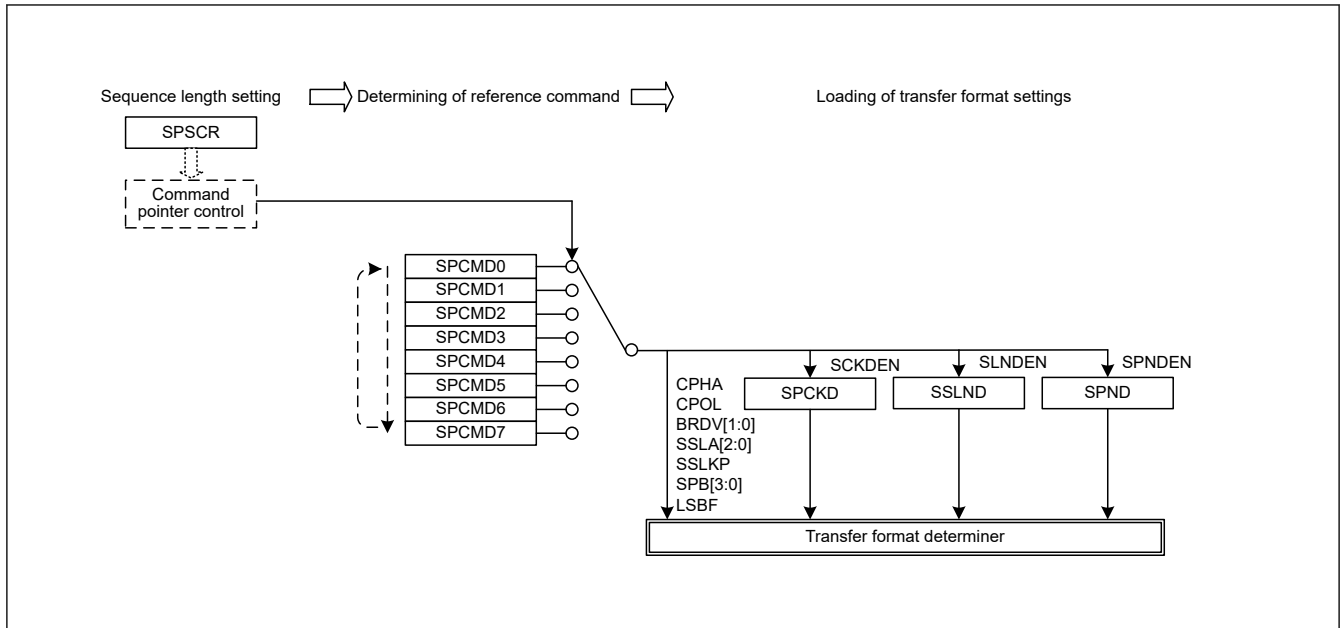 Sequence length setting
Determining of reference command
Loading of transfer format settings
SPSCR
Command
pointer control
SPCMD0
SPCMD1
SPCMD2
SPCMD3
SPCMD4
SPCMD5
SPCMD6
SPCMD7
CPHA
CPOL
BRDV[1:0]
SSLA[2:0]
SSLKP
SPB[3:0]
LSBF
SCKDEN
SPCKD
SLNDEN
SSLND
SPNDEN
SPND
Transfer format determiner